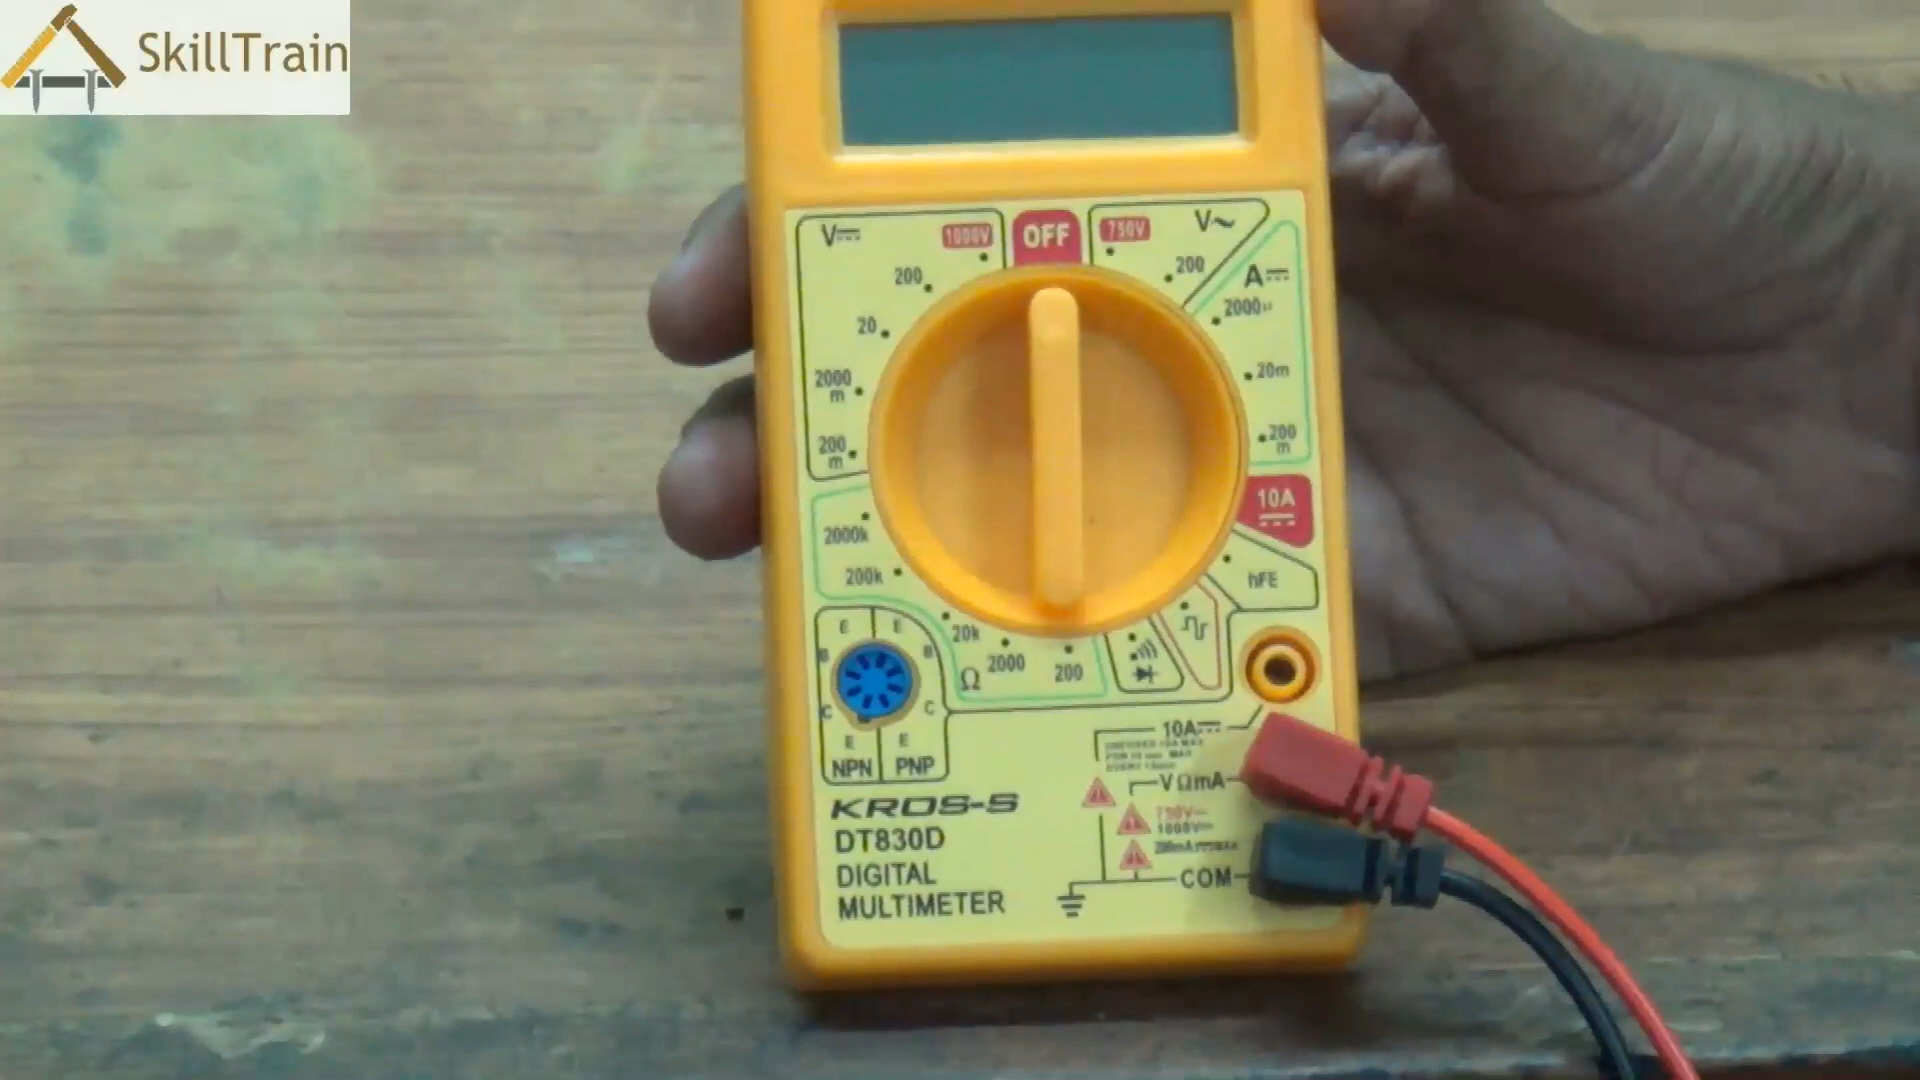 SkillTrain
V
1000V
OFF
750V
V~
200
200
A
2000µ
20
20m
2000
m
200
m
200
m
10A
2000k
200k
hFE
E
E
20k
B
B
2000
200
Ω
C
C
10A
E
E
NPN
PNP
VΩmA
KROS-S
750V~
1000V
DT830D
200mA
DIGITAL
COM
MULTIMETER